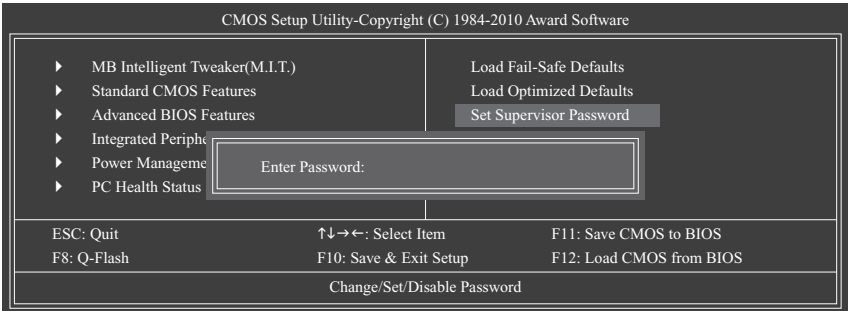 CMOS Setup Utility-Copyright (C) 1984-2010 Award Software
MB Intelligent Tweaker(M.I.T.)
Standard CMOS Features
Advanced BIOS Features
Integrated Periphe
Power Manageme
PC Health Status
Load Fail-Safe Defaults
Load Optimized Defaults
Set Supervisor Password
Enter Password:
ESC: Quit
↑↓→←: Select Item
F11: Save CMOS to BIOS
F8: Q-Flash
F10: Save & Exit Setup
F12: Load CMOS from BIOS
Change/Set/Disable Password